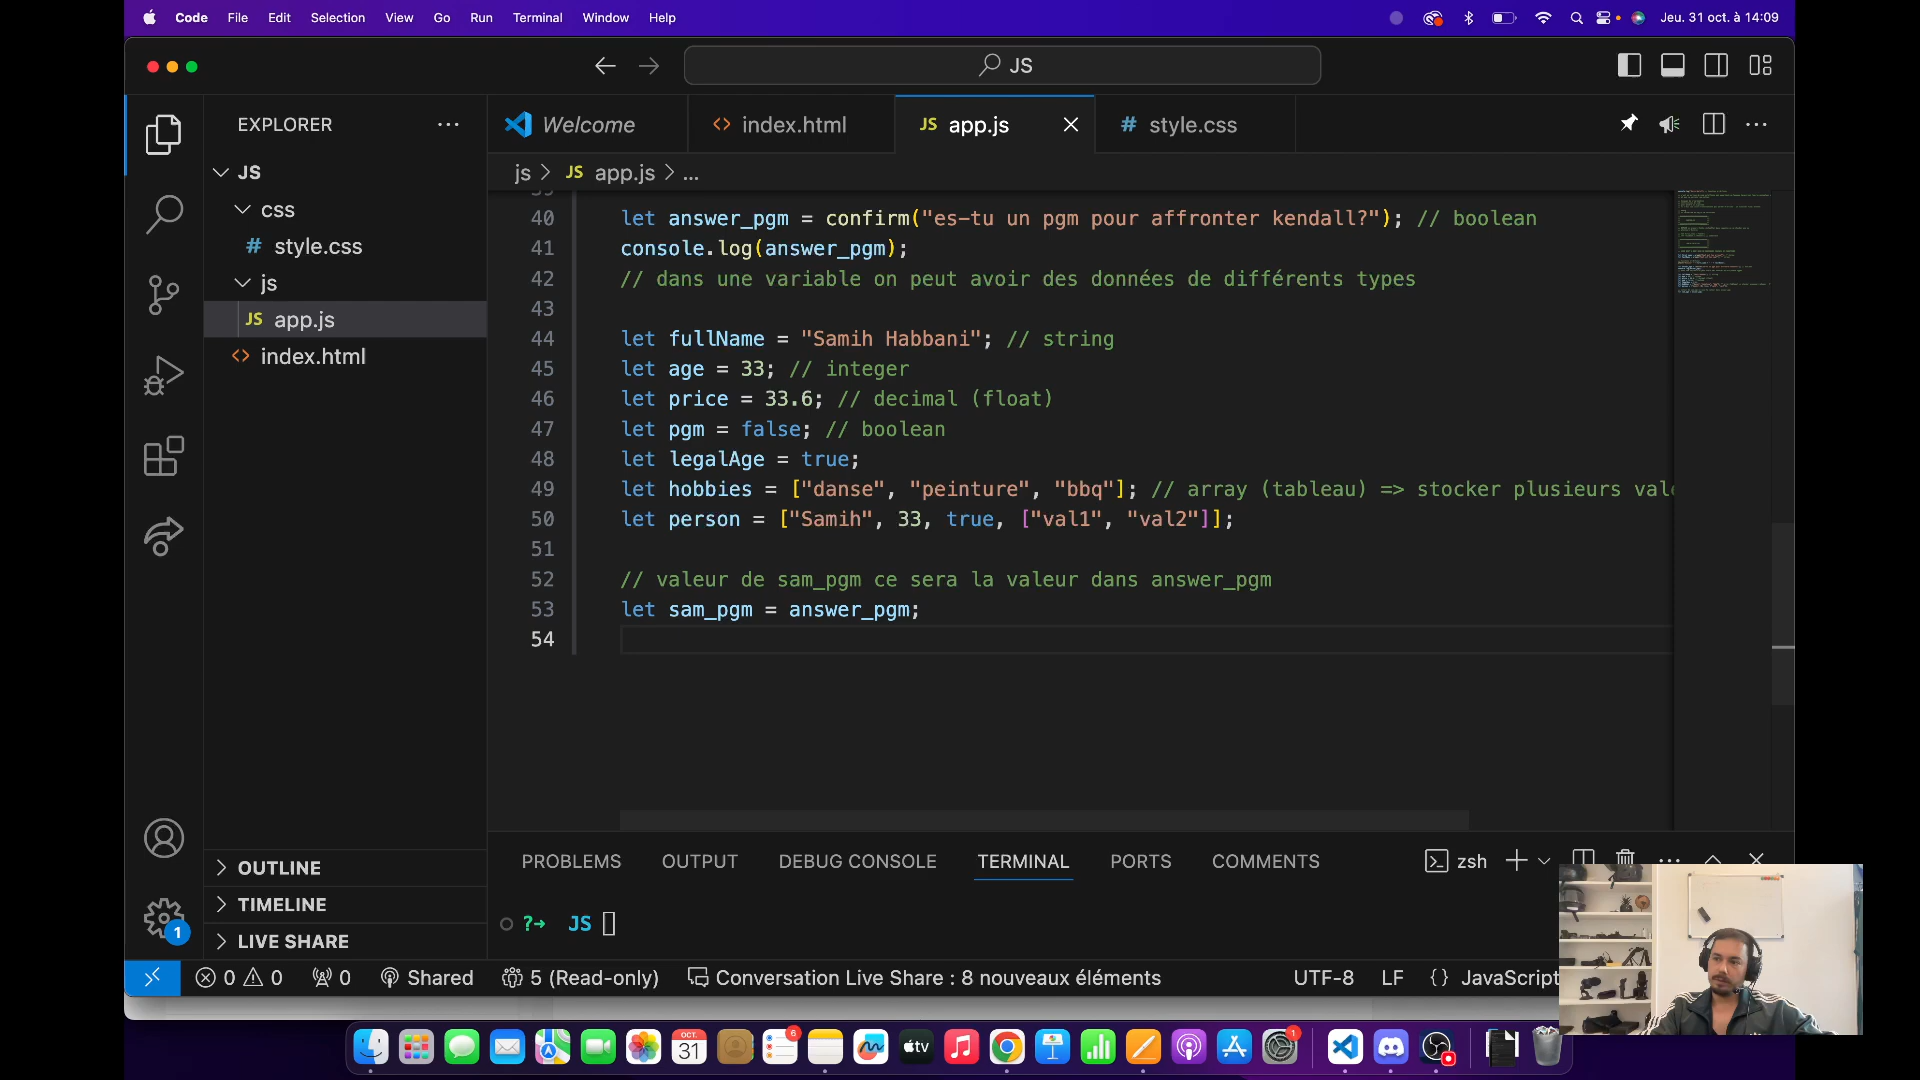 Code File Edit Selection View Go Run Terminal Window Help Jeu. 31 oct. à 14:09
JS
EXPLORER
Welcome index.html JS app.js style.css
js > JS app.js > ...
JS
css
style.css
js
JS app.js
index.html
39
40 let answer_pgm = confirm("es-tu un pgm pour affronter kendall?"); // boolean
41 console.log(answer_pgm);
42 // dans une variable on peut avoir des données de différents types
43
44 let fullName = "Samih Habbani"; // string
45 let age = 33; // integer
46 let price = 33.6; // decimal (float)
47 let pgm = false; // boolean
48 let legalAge = true;
49 let hobbies = ["danse", "peinture", "bbq"]; // array (tableau) => stocker plusieurs val
50 let person = ["Samih", 33, true, ["val1", "val2"]];
51
52 // valeur de sam_pgm ce sera la valeur dans answer_pgm
53 let sam_pgm = answer_pgm;
54
OUTLINE
TIMELINE
LIVE SHARE
PROBLEMS OUTPUT DEBUG CONSOLE TERMINAL PORTS COMMENTS zsh
?→ JS
1
0 0 0 Shared 5 (Read-only) Conversation Live Share : 8 nouveaux éléments UTF-8 LF {} JavaScript
OCT. 31 6 tv 1